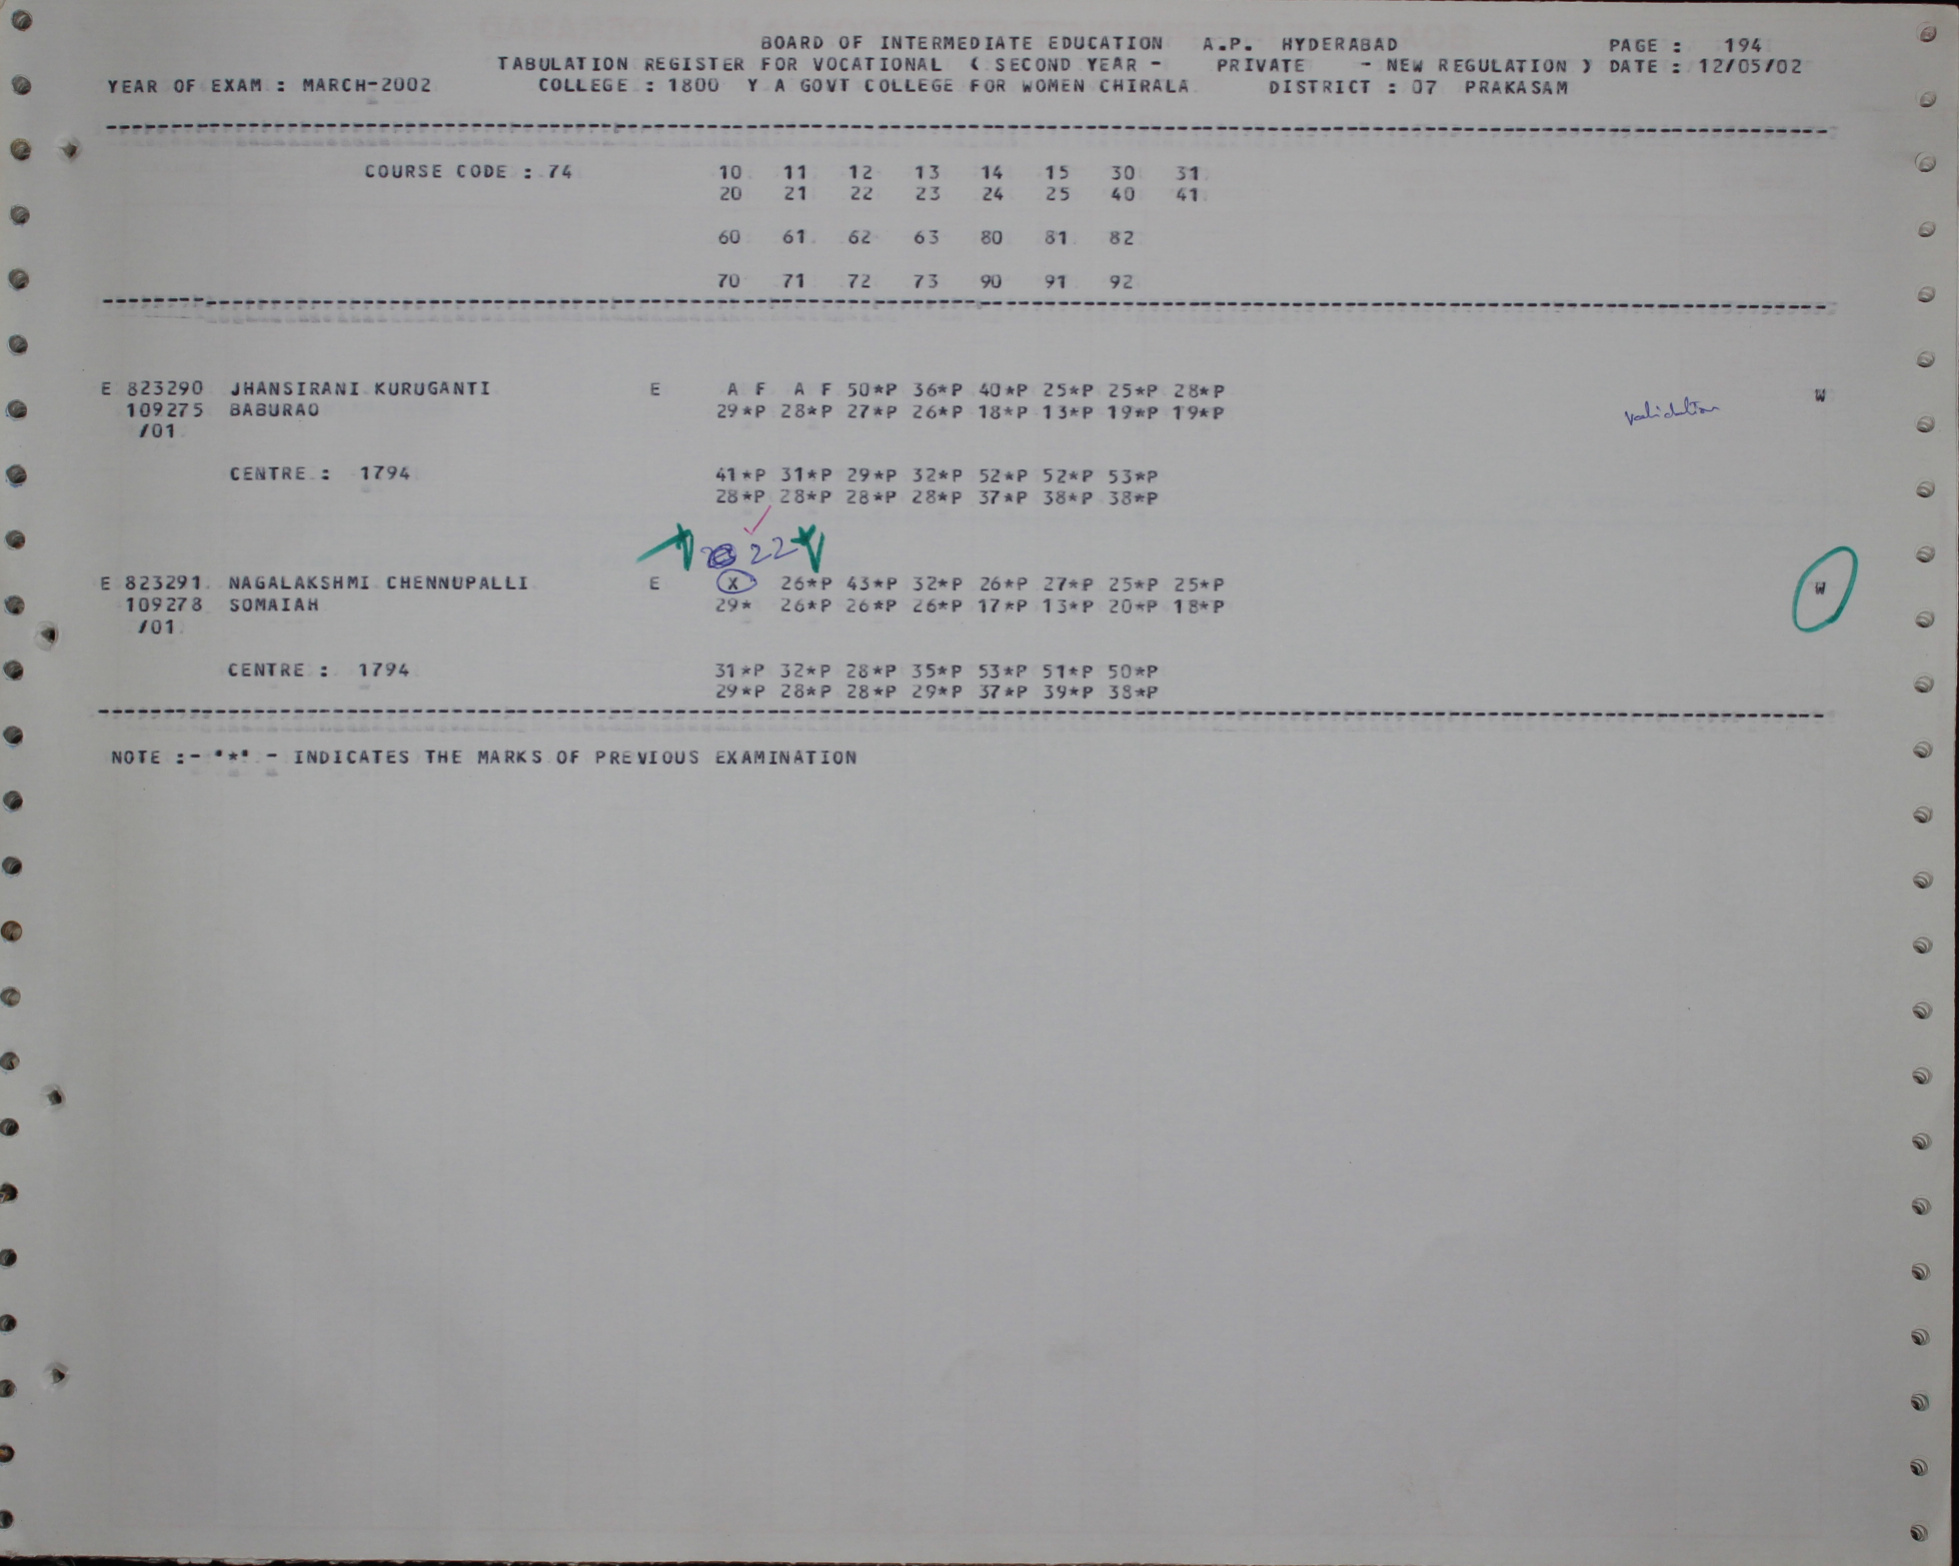 BOARD OF INTERMEDIATE EDUCATION A.P. HYDERABAD PAGE : 194
TABULATION REGISTER FOR VOCATIONAL ( SECOND YEAR - PRIVATE - NEW REGULATION ) DATE : 12/05/02
YEAR OF EXAM : MARCH-2002 COLLEGE : 1800 Y A GOVT COLLEGE FOR WOMEN CHIRALA DISTRICT : 07 PRAKASAM
COURSE CODE : 74 10 11 12 13 14 15 30 31
20 21 22 23 24 25 40 41
60 61 62 63 80 81 82
70 71 72 73 90 91 92
E 823290 JHANSIRANI KURUGANTI E A F A F 50*P 36*P 40*P 25*P 25*P 28*P W
109275 BABURAO 29*P 28*P 27*P 26*P 18*P 13*P 19*P 19*P validation
/01
CENTRE : 1794 41*P 31*P 29*P 32*P 52*P 52*P 53*P
28*P 28*P 28*P 28*P 37*P 38*P 38*P
22
E 823291 NAGALAKSHMI CHENNUPALLI E X 26*P 43*P 32*P 26*P 27*P 25*P 25*P W
109278 SOMAIAH 29* 26*P 26*P 26*P 17*P 13*P 20*P 18*P
/01
CENTRE : 1794 31*P 32*P 28*P 35*P 53*P 51*P 50*P
29*P 28*P 28*P 29*P 37*P 39*P 38*P
NOTE :- "*" - INDICATES THE MARKS OF PREVIOUS EXAMINATION